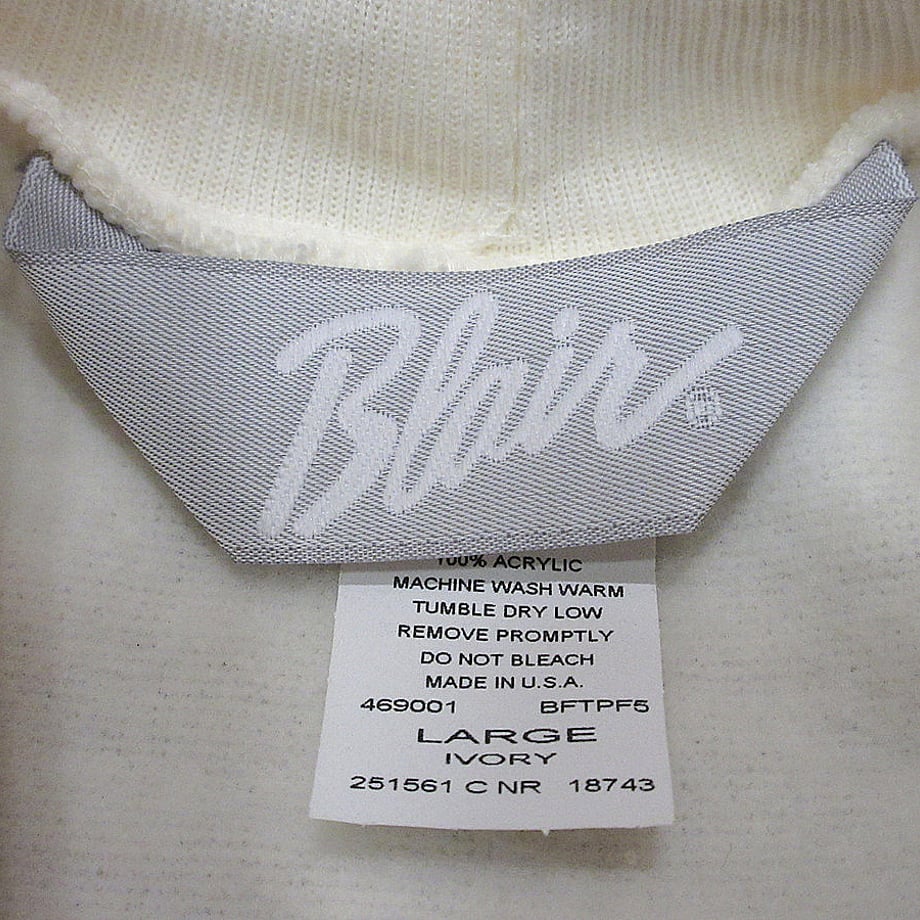 Blair
100% ACRYLIC
MACHINE WASH WARM
TUMBLE DRY LOW
REMOVE PROMPTLY
DO NOT BLEACH
MADE IN U.S.A.
469001 BFTPF5
LARGE
IVORY
251561 C NR 18743